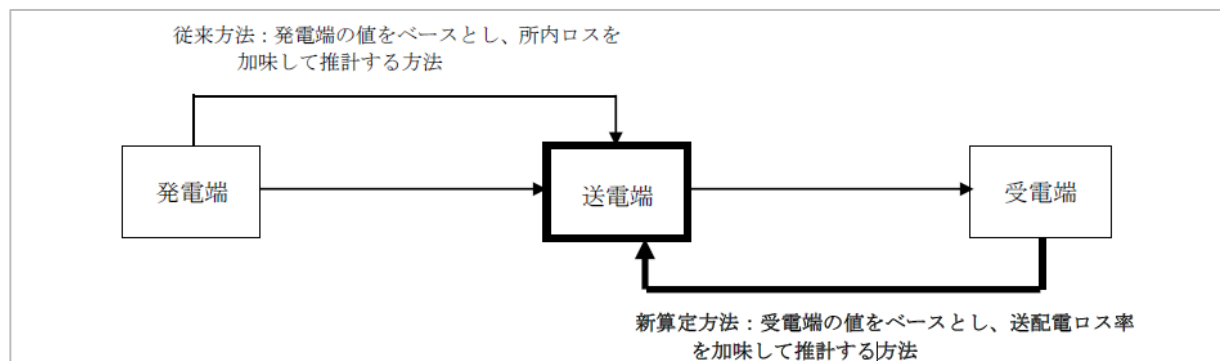 従来方法：発電端の値をベースとし、所内ロスを
加味して推計する方法
発電端
送電端
受電端
新算定方法：受電端の値をベースとし、送配電ロス率
を加味して推計する方法